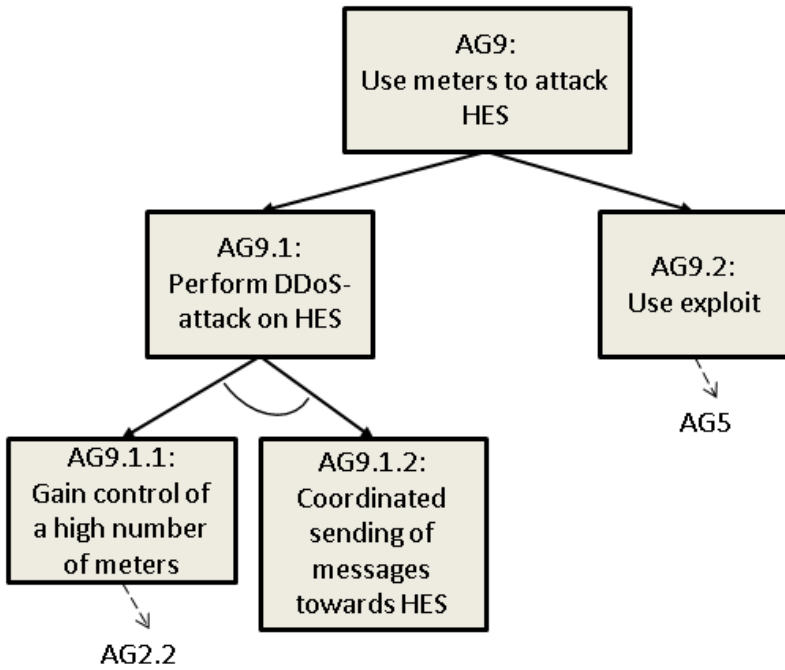 AG9:
Use meters to attack
HES
AG9.1:
Perform DDoS-
attack on HES
AG9.2:
Use exploit
AG5
AG9.1.1:
Gain control of
a high number
of meters
AG9.1.2:
Coordinated
sending of
messages
towards HES
AG2.2